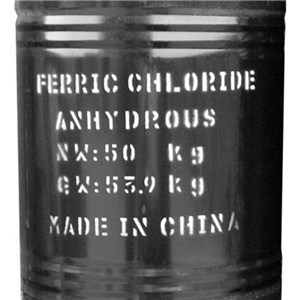 FERRIC CHLORIDE
ANHYDROUS
NW:50 kg
GW:53.9 kg
MADE IN CHINA